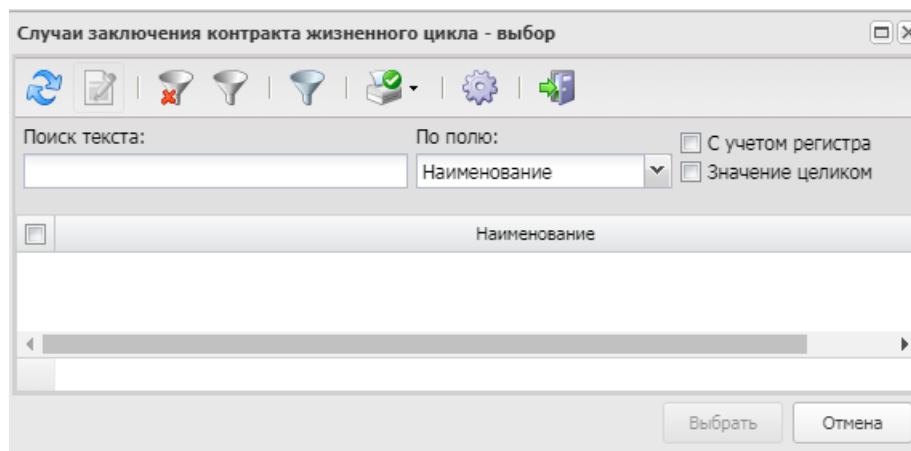 Случаи заключения контракта жизненного цикла - выбор
Поиск текста:
По полю:
С учетом регистра
Наименование
Значение целиком
Наименование
Выбрать
Отмена